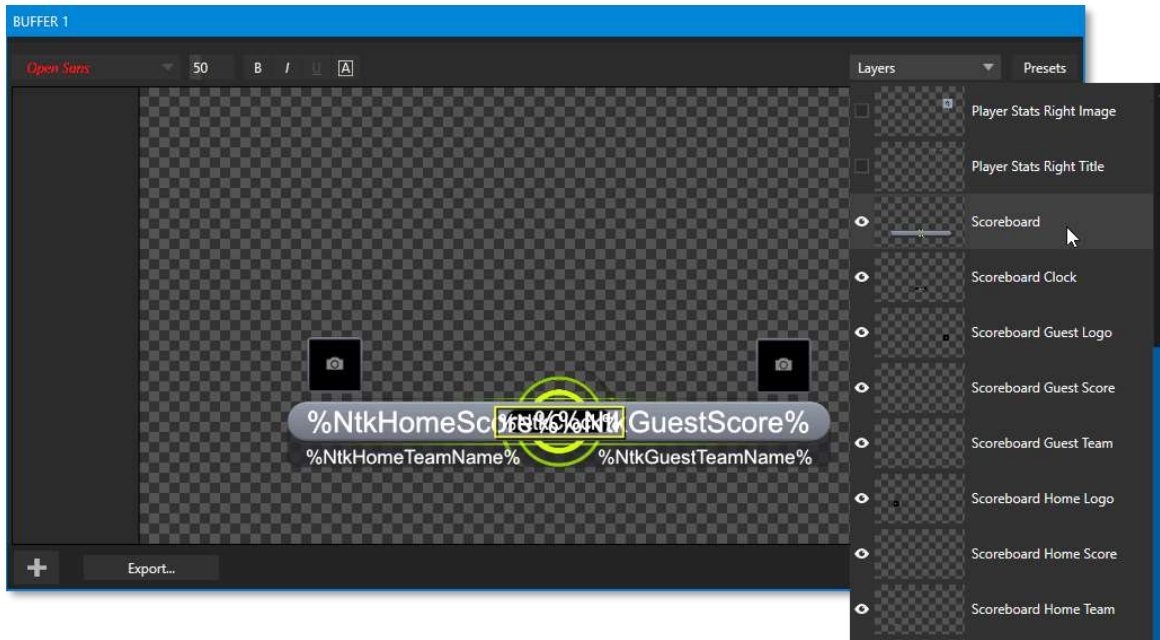 BUFFER 1
Open Sans 50 B I U A Layers Presets
Player Stats Right Image
Player Stats Right Title
Scoreboard
Scoreboard Clock
Scoreboard Guest Logo
Scoreboard Guest Score
Scoreboard Guest Team
Scoreboard Home Logo
Scoreboard Home Score
Scoreboard Home Team
%NtkHomeSco GuestScore%
%NtkHomeTeamName% %NtkGuestTeamName%
Export...